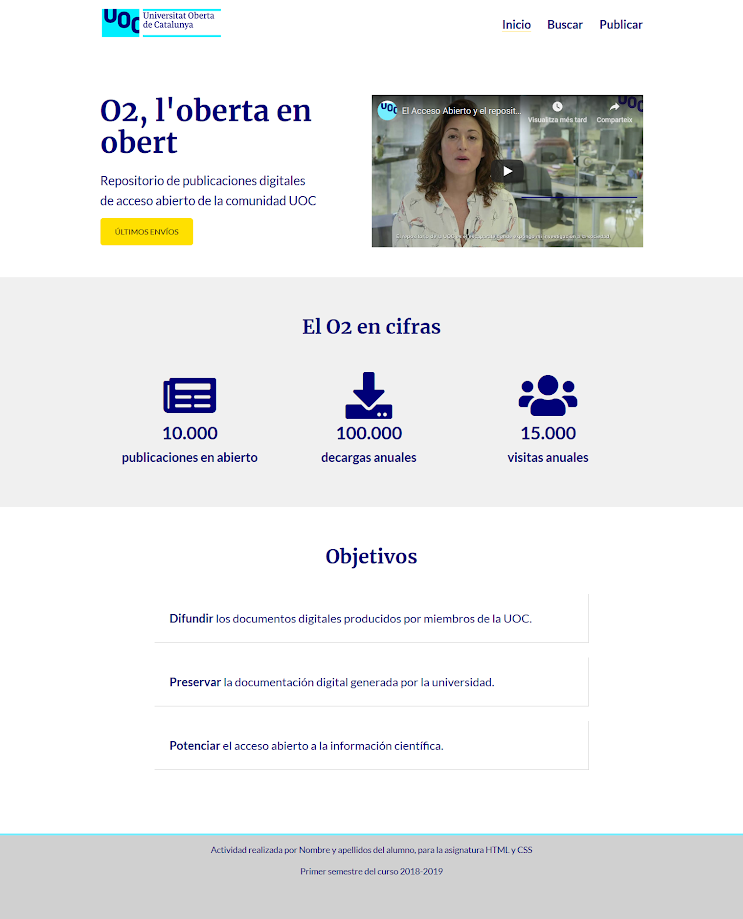 UOC
Universitat Oberta
de Catalunya
Inicio Buscar Publicar
O2, l'oberta en
obert
Repositorio de publicaciones digitales
de acceso abierto de la comunidad UOC
ÚLTIMOS ENVÍOS
UOC
El Acceso Abierto y el reposit...
Visualitza més tard
Comparteix
UOC
El O2 en cifras
10.000
publicaciones en abierto
100.000
decargas anuales
15.000
visitas anuales
Objetivos
Difundir los documentos digitales producidos por miembros de la UOC.
Preservar la documentación digital generada por la universidad.
Potenciar el acceso abierto a la información científica.
Actividad realizada por Nombre y apellidos del alumno, para la asignatura HTML y CSS
Primer semestre del curso 2018-2019